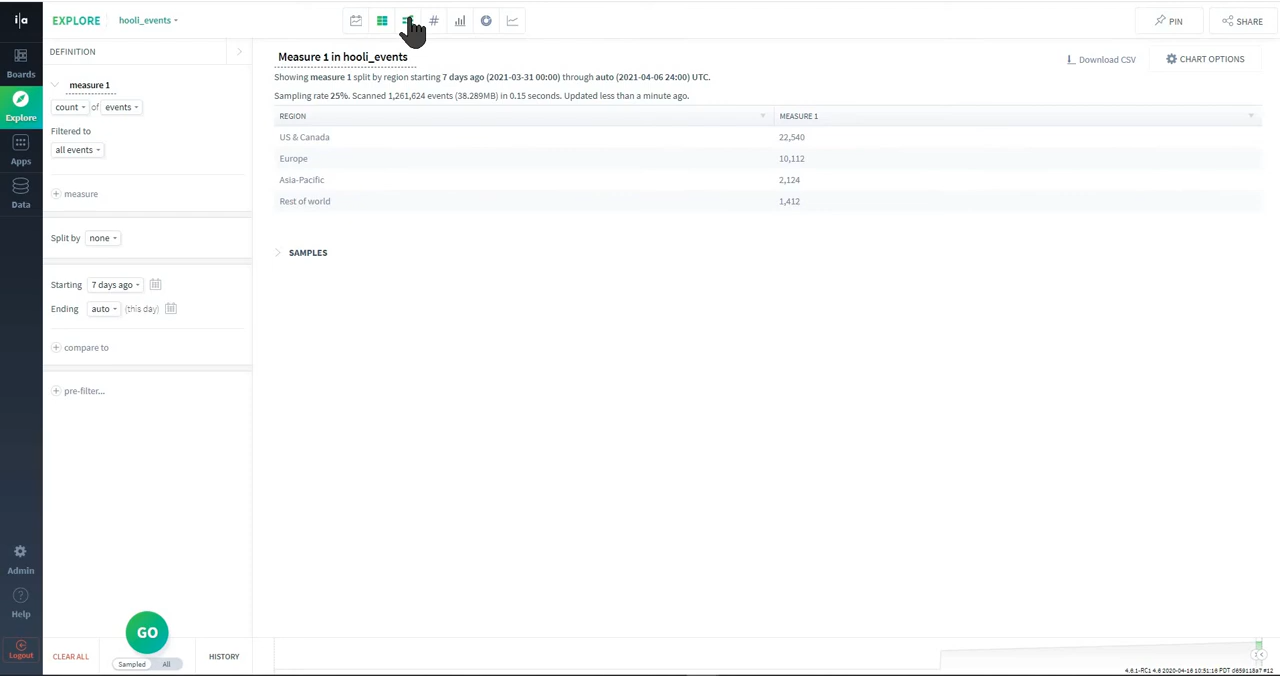 i|a
EXPLORE
hooli_events
#
PIN
SHARE
Boards
Explore
Apps
Data
Admin
Help
Logout
DEFINITION
measure 1
count of events
Filtered to
all events
measure
Split by none
Starting 7 days ago
Ending auto (this day)
compare to
pre-filter...
CLEAR ALL
GO
Sampled All
HISTORY
Measure 1 in hooli_events
Download CSV
CHART OPTIONS
Showing measure 1 split by region starting 7 days ago (2021-03-31 00:00) through auto (2021-04-06 24:00) UTC.
Sampling rate 25%. Scanned 1,261,624 events (38.289MB) in 0.15 seconds. Updated less than a minute ago.
REGION MEASURE 1
US & Canada 22,540
Europe 10,112
Asia-Pacific 2,124
Rest of world 1,412
SAMPLES